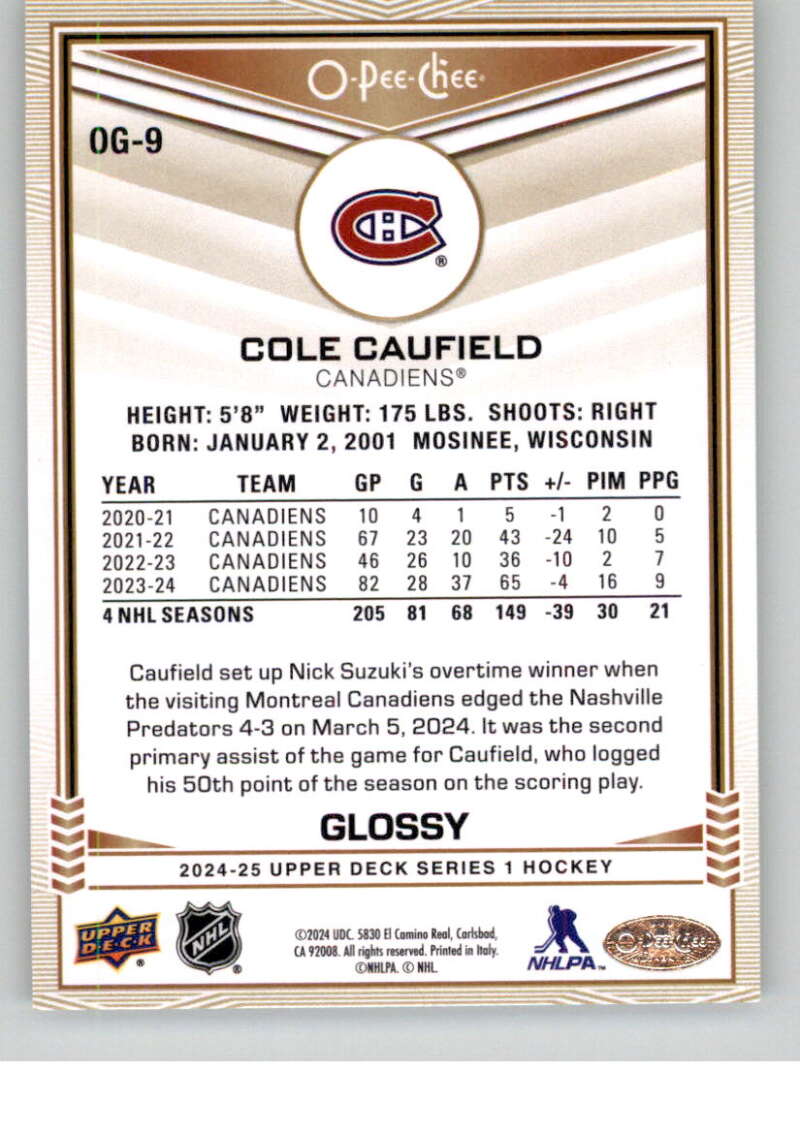 O-Pee-Chee®
OG-9
®
COLE CAUFIELD
CANADIENS®
HEIGHT: 5'8" WEIGHT: 175 LBS. SHOOTS: RIGHT
BORN: JANUARY 2, 2001 MOSINEE, WISCONSIN
YEAR TEAM GP G A PTS +/- PIM PPG
2020-21 CANADIENS 10 4 1 5 -1 2 0
2021-22 CANADIENS 67 23 20 43 -24 10 5
2022-23 CANADIENS 46 26 10 36 -10 2 7
2023-24 CANADIENS 82 28 37 65 -4 16 9
4 NHL SEASONS 205 81 68 149 -39 30 21
Caufield set up Nick Suzuki's overtime winner when
the visiting Montreal Canadiens edged the Nashville
Predators 4-3 on March 5, 2024. It was the second
primary assist of the game for Caufield, who logged
his 50th point of the season on the scoring play.
GLOSSY
2024-25 UPPER DECK SERIES 1 HOCKEY
UPPER
D·E·C·K
®
NHL
®
©2024 UDC. 5830 El Camino Real, Carlsbad,
CA 92008. All rights reserved. Printed in Italy.
©NHLPA. © NHL.
NHLPA™
O-Pee-Chee